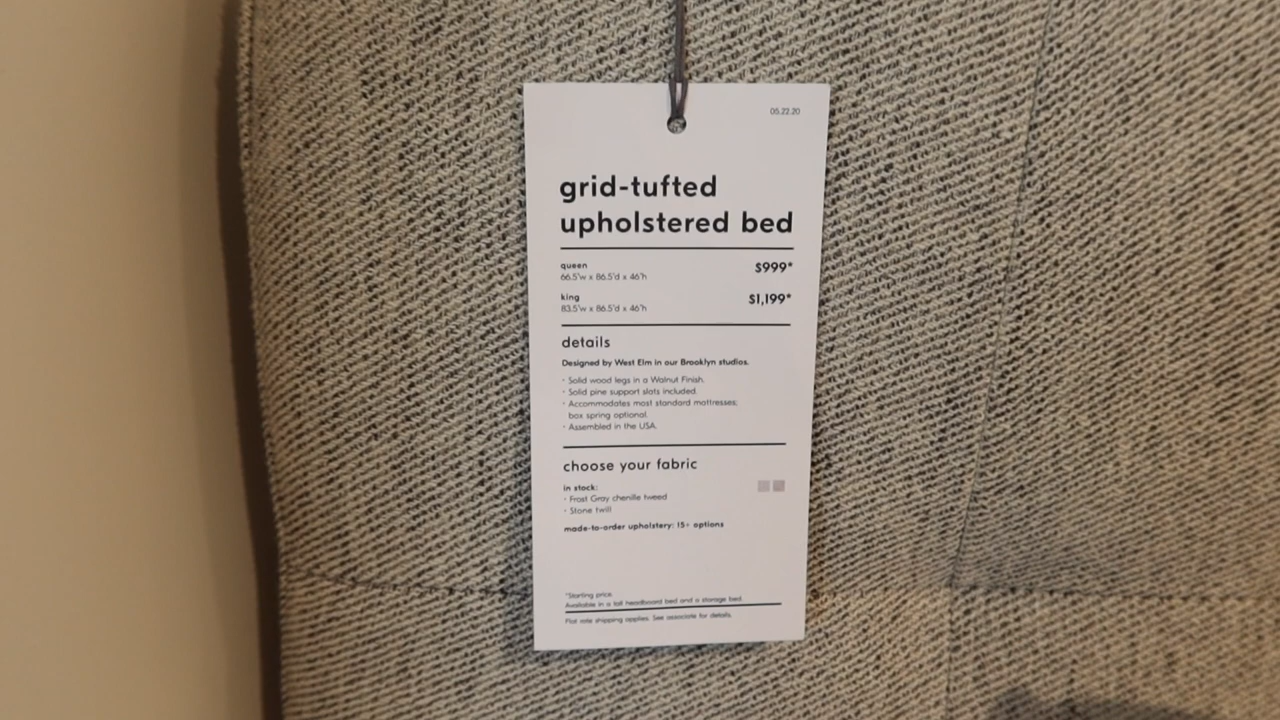 05.22.20
grid-tufted
upholstered bed
queen $999*
66.5"w x 86.5"d x 46"h
king $1,199*
83.5"w x 86.5"d x 46"h
details
Designed by West Elm in our Brooklyn studios.
· Solid wood legs in a Walnut Finish.
· Solid pine support slats included.
· Accommodates most standard mattresses;
box spring optional.
· Assembled in the USA.
choose your fabric
in stock:
· Frost Gray chenille tweed
· Stone twill
made-to-order upholstery: 15+ options
*Starting price.
Available in a tall headboard bed and a storage bed.
Flat rate shipping applies. See associate for details.